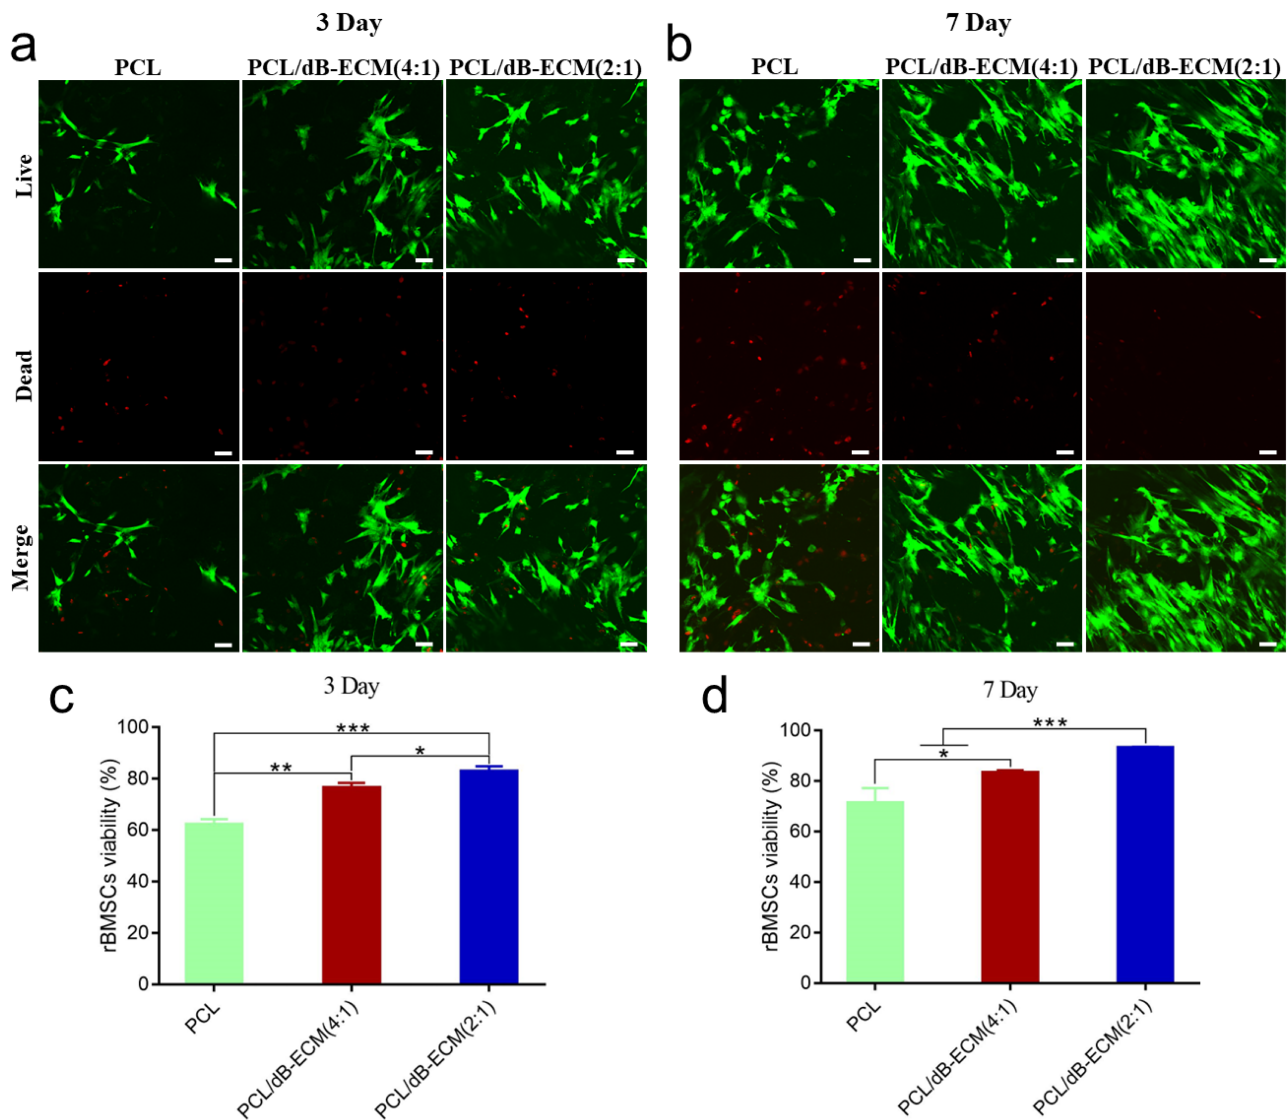 a
3 Day
PCL
PCL/dB-ECM(4:1)
PCL/dB-ECM(2:1)
Live
Dead
Merge
b
7 Day
PCL
PCL/dB-ECM(4:1)
PCL/dB-ECM(2:1)
c
3 Day
rBMSCs viability (%)
100
80
60
40
20
0
***
**
*
PCL
PCL/dB-ECM(4:1)
PCL/dB-ECM(2:1)
d
7 Day
rBMSCs viability (%)
100
80
60
40
20
0
***
*
PCL
PCL/dB-ECM(4:1)
PCL/dB-ECM(2:1)